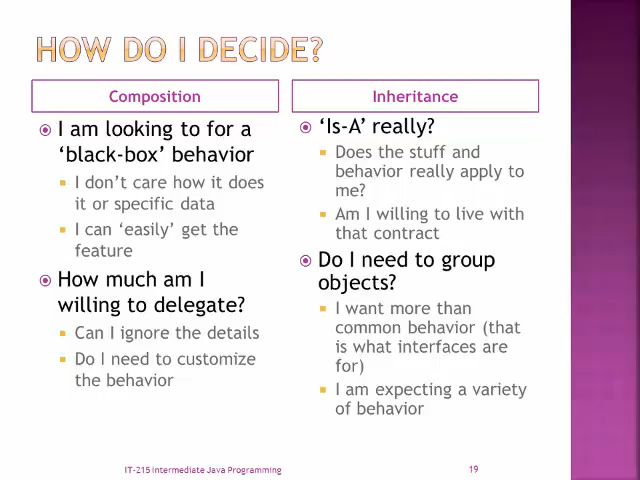 HOW DO I DECIDE?
Composition
I am looking to for a
‘black-box’ behavior
I don’t care how it does
it or specific data
I can ‘easily’ get the
feature
How much am I
willing to delegate?
Can I ignore the details
Do I need to customize
the behavior
Inheritance
‘Is-A’ really?
Does the stuff and
behavior really apply to
me?
Am I willing to live with
that contract
Do I need to group
objects?
I want more than
common behavior (that
is what interfaces are
for)
I am expecting a variety
of behavior
IT-215 Intermediate Java Programming
19